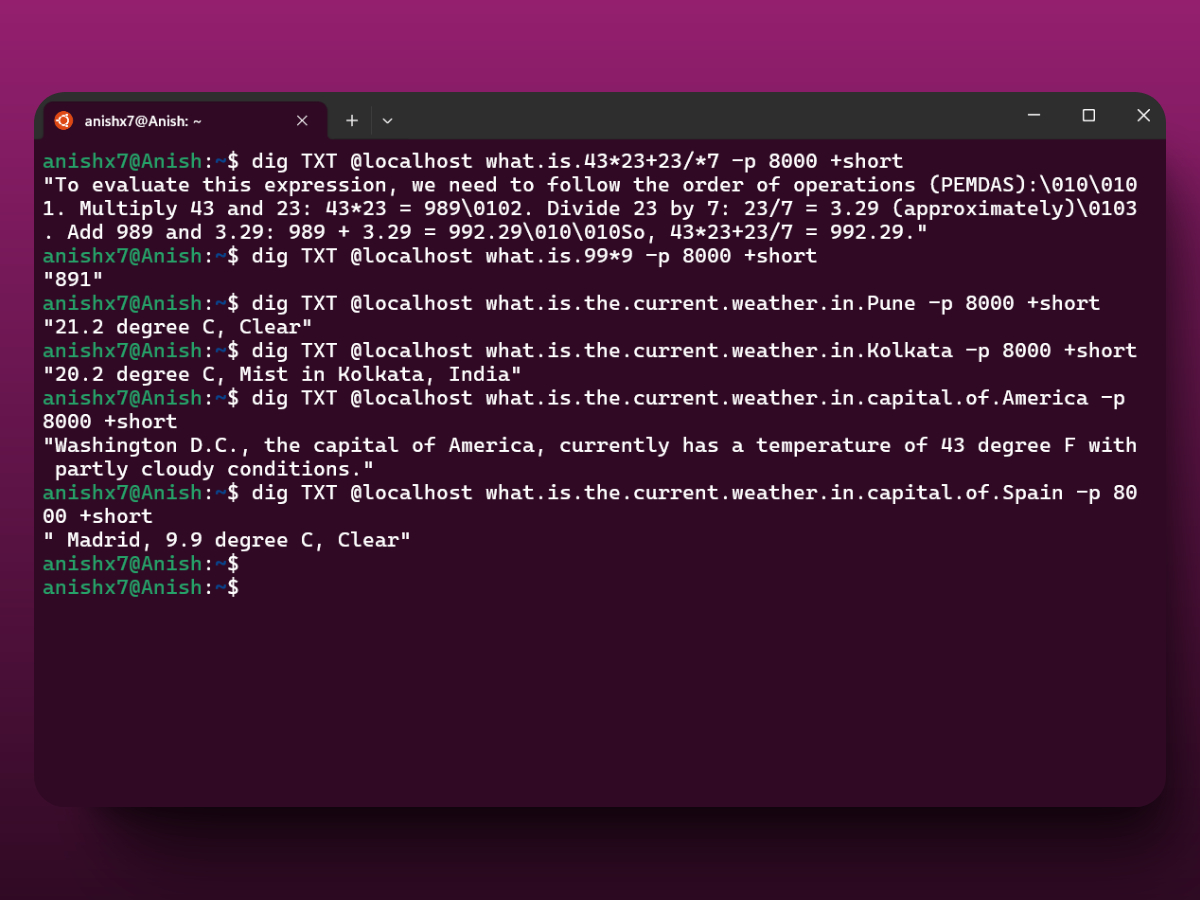 anishx7@Anish: ~
anishx7@Anish:~$ dig TXT @localhost what.is.43*23+23/*7 -p 8000 +short
"To evaluate this expression, we need to follow the order of operations (PEMDAS):\010\010
1. Multiply 43 and 23: 43*23 = 989\0102. Divide 23 by 7: 23/7 = 3.29 (approximately)\0103
. Add 989 and 3.29: 989 + 3.29 = 992.29\010\010So, 43*23+23/7 = 992.29."
anishx7@Anish:~$ dig TXT @localhost what.is.99*9 -p 8000 +short
"891"
anishx7@Anish:~$ dig TXT @localhost what.is.the.current.weather.in.Pune -p 8000 +short
"21.2 degree C, Clear"
anishx7@Anish:~$ dig TXT @localhost what.is.the.current.weather.in.Kolkata -p 8000 +short
"20.2 degree C, Mist in Kolkata, India"
anishx7@Anish:~$ dig TXT @localhost what.is.the.current.weather.in.capital.of.America -p
8000 +short
"Washington D.C., the capital of America, currently has a temperature of 43 degree F with
 partly cloudy conditions."
anishx7@Anish:~$ dig TXT @localhost what.is.the.current.weather.in.capital.of.Spain -p 80
00 +short
" Madrid, 9.9 degree C, Clear"
anishx7@Anish:~$
anishx7@Anish:~$